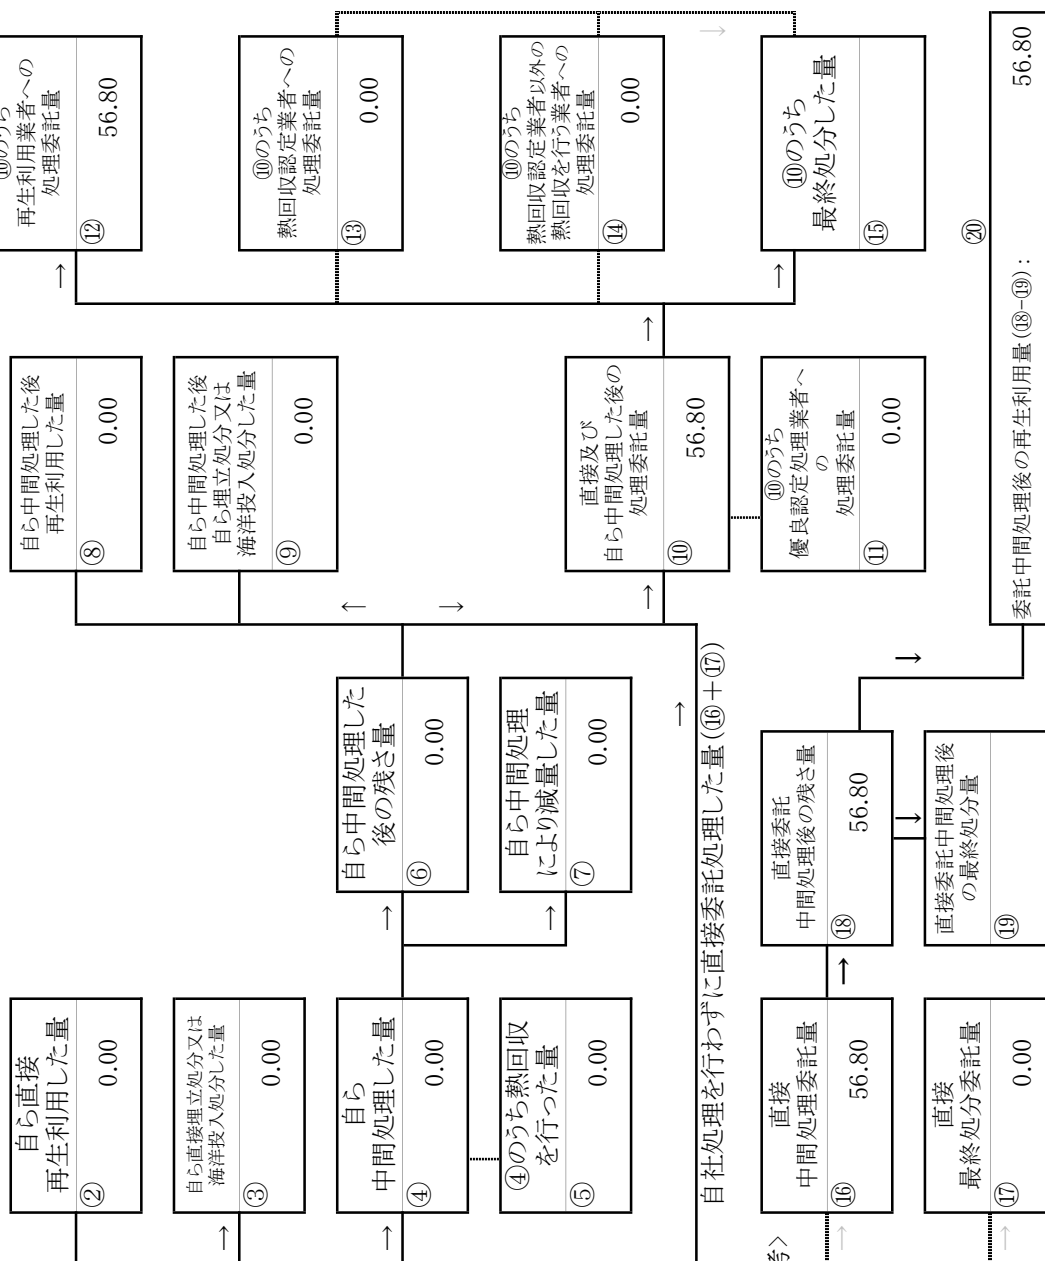 自ら直接
再生利用した量
②
0.00
自ら直接埋立処分又は
海洋投入処分した量
③
0.00
→
自ら
中間処理した量
④
0.00
→
④のうち熱回収
を行った量
⑤
0.00
自ら中間処理した
後の残さ量
⑥
0.00
→
自ら中間処理
により減量した量
⑦
0.00
→
自ら中間処理した後
再生利用した量
⑧
0.00
自ら中間処理した後
自ら埋立処分又は
海洋投入処分した量
⑨
0.00
↑
↓
直接及び
自ら中間処理した後の
処理委託量
⑩
56.80
→
→
⑩のうち
優良認定処理業者へ
の
処理委託量
⑪
0.00
⑩のうち
再生利用業者への
処理委託量
⑫
56.80
→
⑩のうち
熱回収認定業者への
処理委託量
⑬
0.00
⑩のうち
熱回収認定業者以外の
熱回収を行う業者への
処理委託量
⑭
0.00
→
⑩のうち
最終処分した量
⑮
→
自社処理を行わずに直接委託処理した量(⑯+⑰)
→
考>
直接
中間処理委託量
⑯
56.80
→
直接
最終処分委託量
⑰
0.00
→
直接委託
中間処理後の残さ量
⑱
56.80
→
直接委託中間処理後
の最終処分量
⑲
↓
↓
⑳
委託中間処理後の再生利用量(⑱-⑲):
56.80